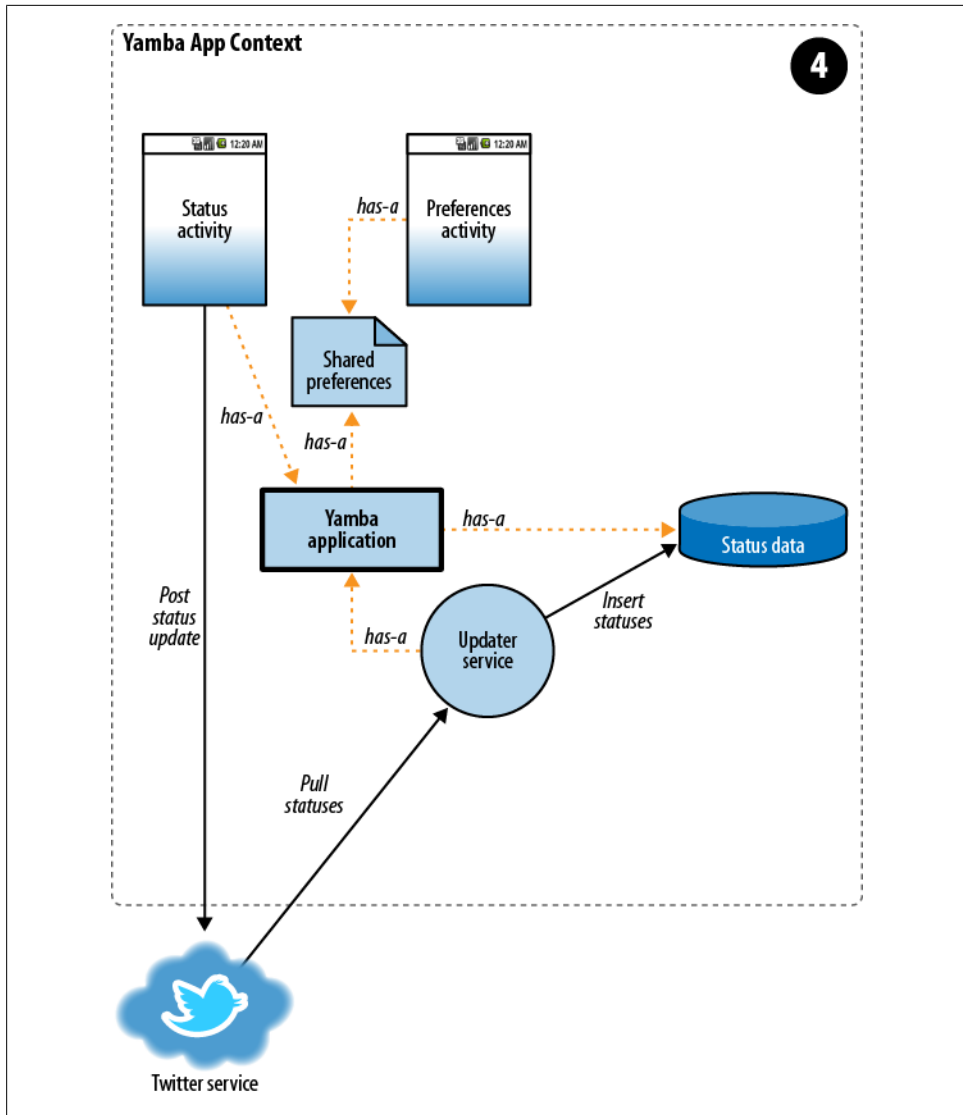 Yamba App Context
4
12:20 AM
12:20 AM
Status
activity
has-a
Preferences
activity
Shared
preferences
has-a
has-a
Yamba
application
has-a
Status data
Post
status
update
has-a
Updater
service
Insert
statuses
Pull
statuses
Twitter service